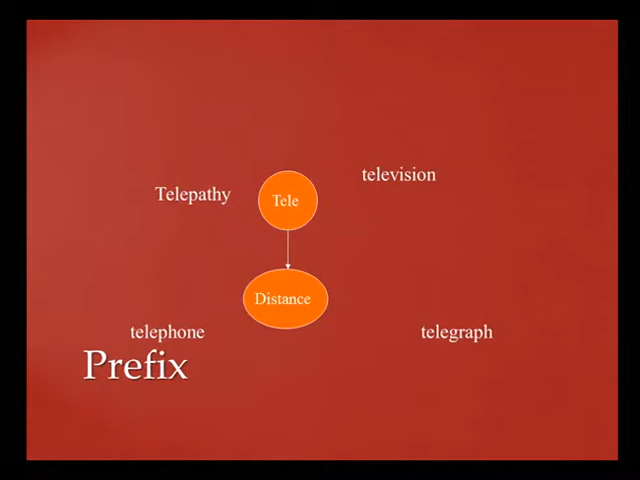 television
Telepathy
Tele
Distance
telephone
telegraph
Prefix